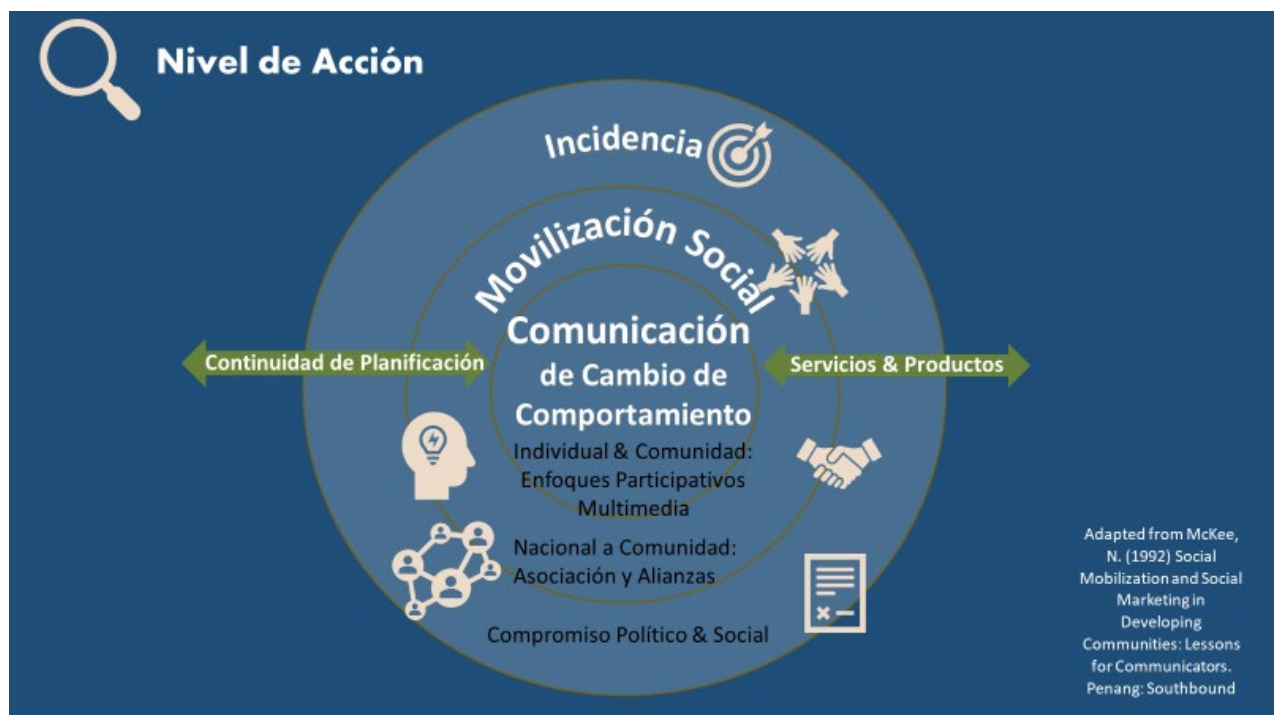 Nivel de Acción
Incidencia
Movilización Social
Comunicación
de Cambio de
Comportamiento
Continuidad de Planificación
Servicios & Productos
Individual & Comunidad:
Enfoques Participativos
Multimedia
Nacional a Comunidad:
Asociación y Alianzas
Compromiso Político & Social
Adapted from McKee,
N. (1992) Social
Mobilization and Social
Marketing in
Developing
Communities: Lessons
for Communicators.
Penang: Southbound